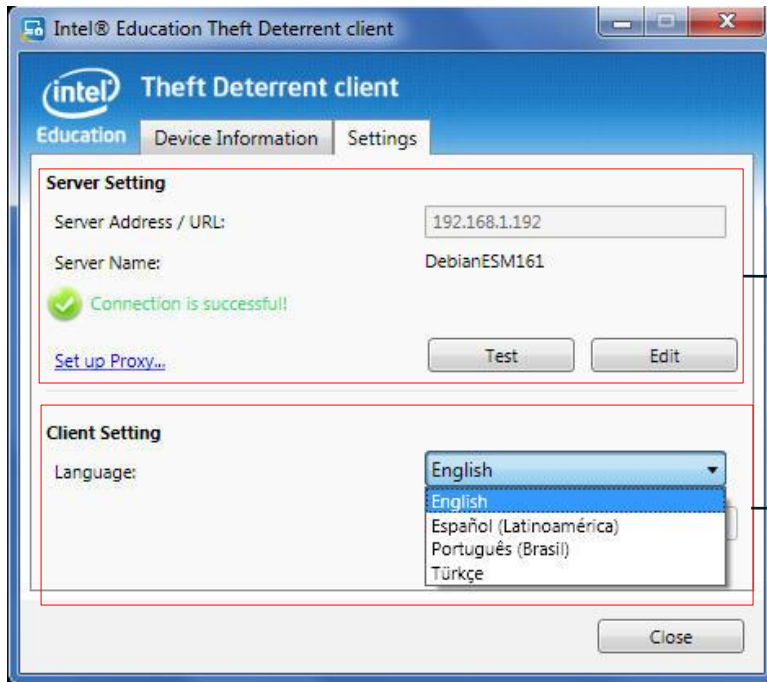 Intel® Education Theft Deterrent client
intel Theft Deterrent client
Education Device Information Settings
Server Setting
Server Address / URL: 192.168.1.192
Server Name: DebianESM161
Connection is successful!
Set up Proxy... Test Edit
Client Setting
Language: English
English
Español (Latinoamérica)
Português (Brasil)
Türkçe
Close